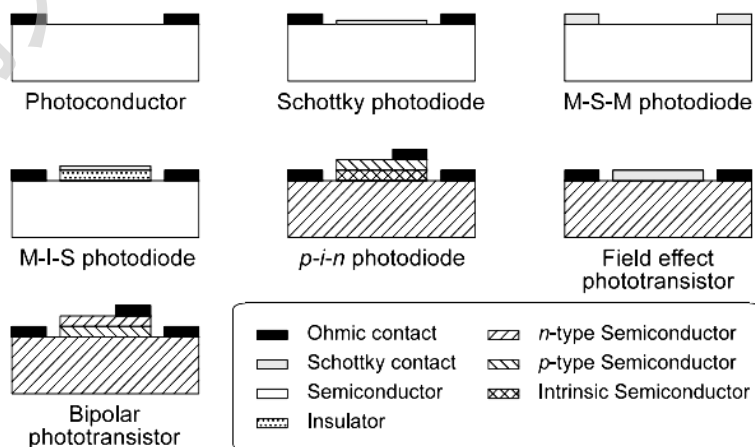 Photoconductor
Schottky photodiode
M-S-M photodiode
M-I-S photodiode
p-i-n photodiode
Field effect
phototransistor
Bipolar
phototransistor
Ohmic contact
Schottky contact
Semiconductor
Insulator
n-type Semiconductor
p-type Semiconductor
Intrinsic Semiconductor